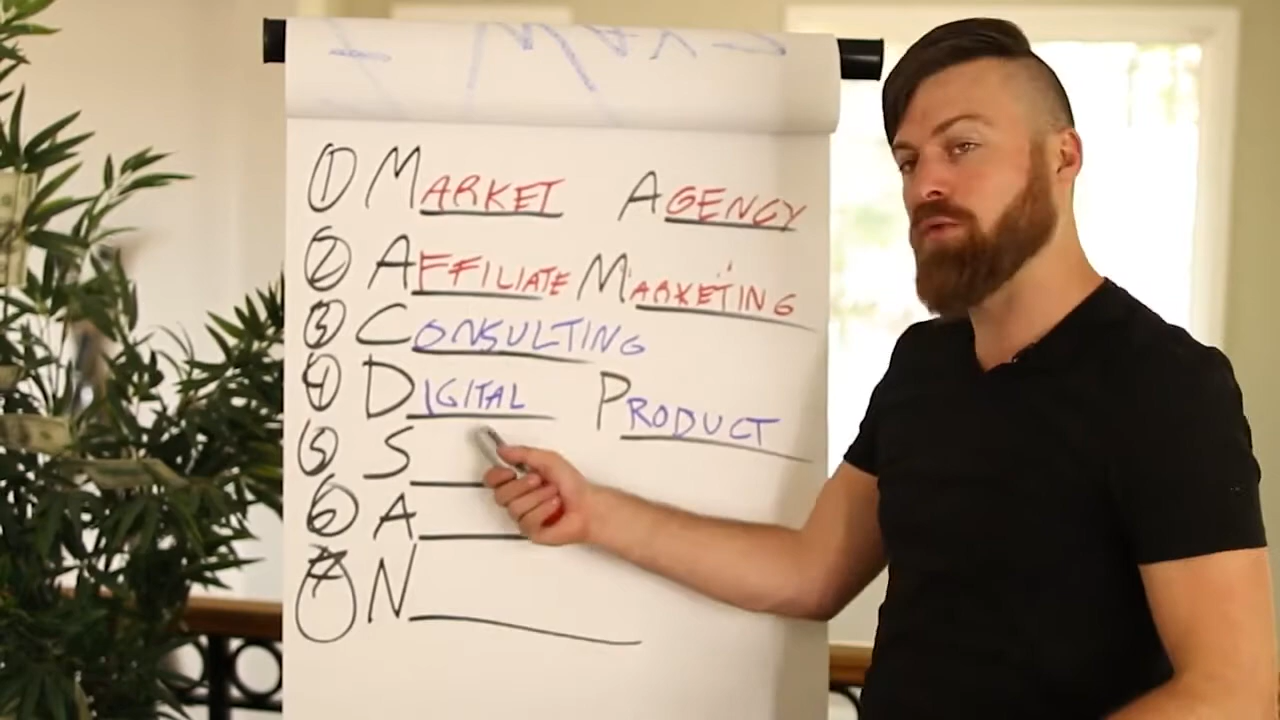 ① MARKET AGENCY
② AFFILIATE MARKETING
③ CONSULTING
④ DIGITAL PRODUCT
⑤ S
⑥ A
⑦ N